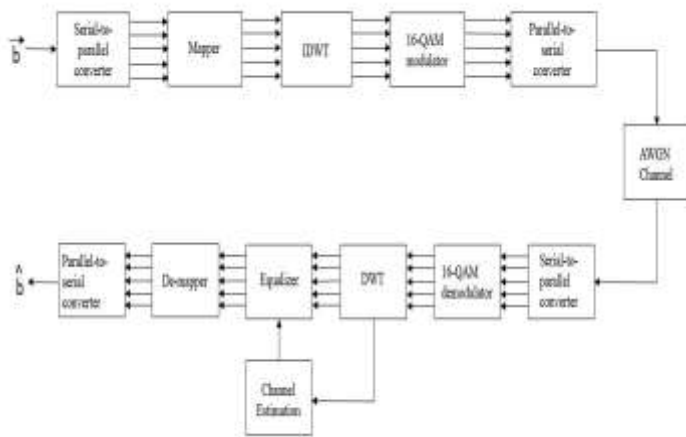 b
Serial-to-
parallel
converter
Mapper
IDWT
16-QAM
modulator
Parallel-to-
serial
converter
AWGN
Channel
Serial-to-
parallel
converter
16-QAM
demodulator
DWT
Equalizer
De-mapper
Parallel-to-
serial
converter
b̂
Channel
Estimation